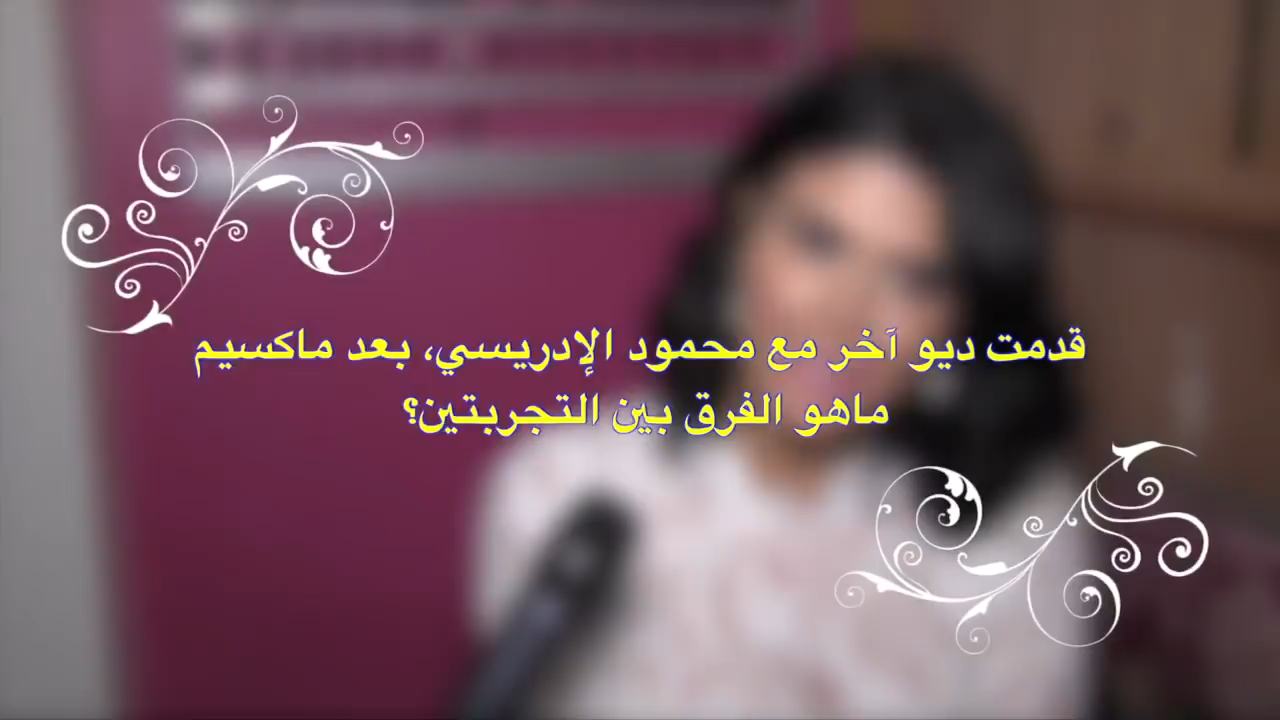 قدمت ديو آخر مع محمود الإدريسي، بعد ماكسيم
ماهو الفرق بين التجربتين؟